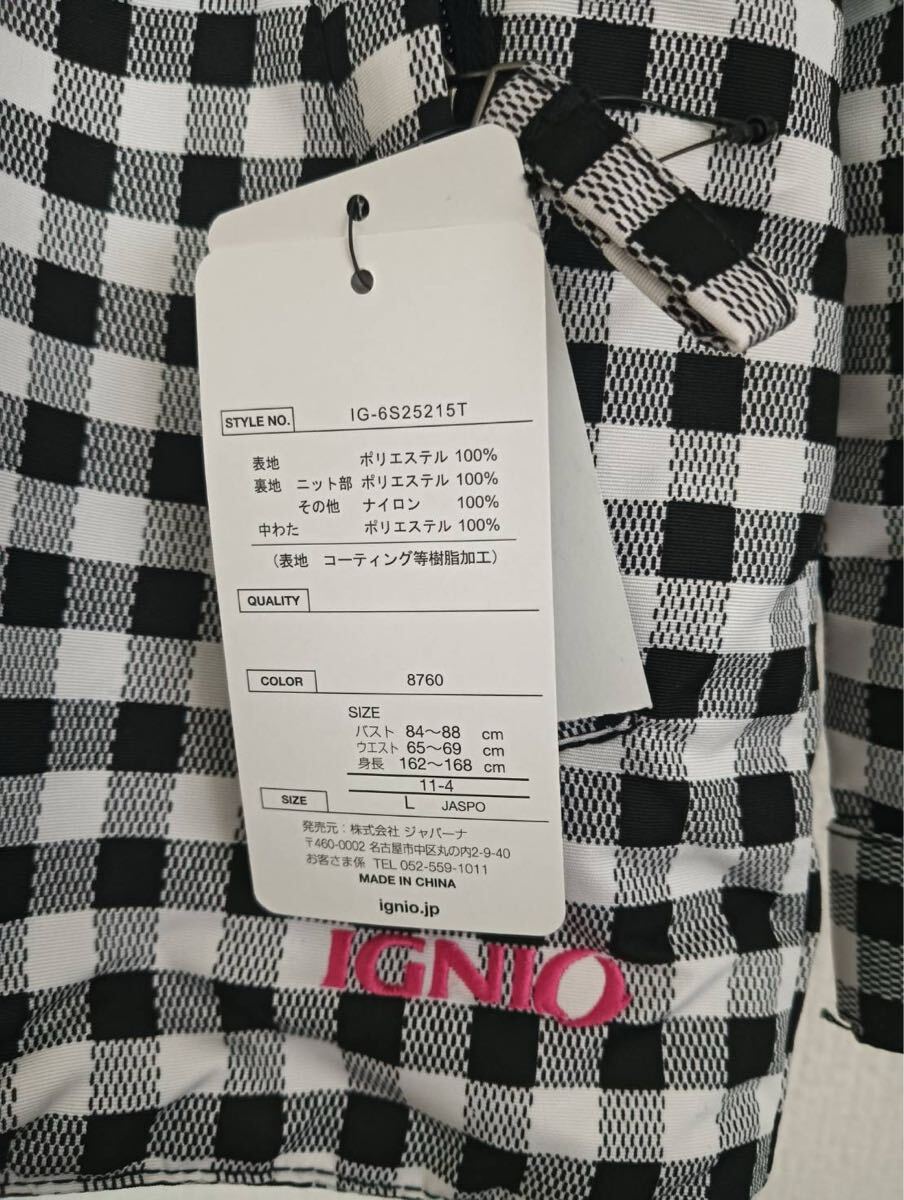 STYLE NO. IG-6S25215T
表地 ポリエステル 100%
裏地 ニット部 ポリエステル 100%
その他 ナイロン 100%
中わた ポリエステル 100%
(表地 コーティング等樹脂加工)
QUALITY
COLOR 8760
SIZE
バスト 84〜88 cm
ウエスト 65〜69 cm
身長 162〜168 cm
11-4
SIZE L JASPO
発売元:株式会社 ジャパーナ
〒460-0002 名古屋市中区丸の内2-9-40
お客さま係 TEL 052-559-1011
MADE IN CHINA
ignio.jp
IGNIO